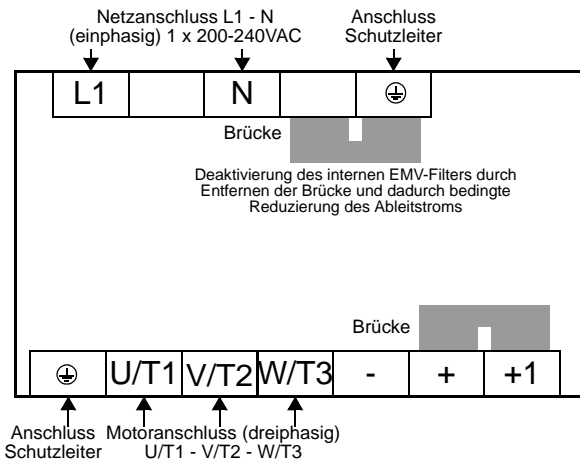 Netzanschluss L1 - N
(einphasig) 1 x 200-240VAC
Anschluss
Schutzleiter
L1
N
Brücke
Deaktivierung des internen EMV-Filters durch
Entfernen der Brücke und dadurch bedingte
Reduzierung des Ableitstroms
Brücke
U/T1 V/T2 W/T3 - + +1
Anschluss
Schutzleiter
Motoranschluss (dreiphasig)
U/T1 - V/T2 - W/T3